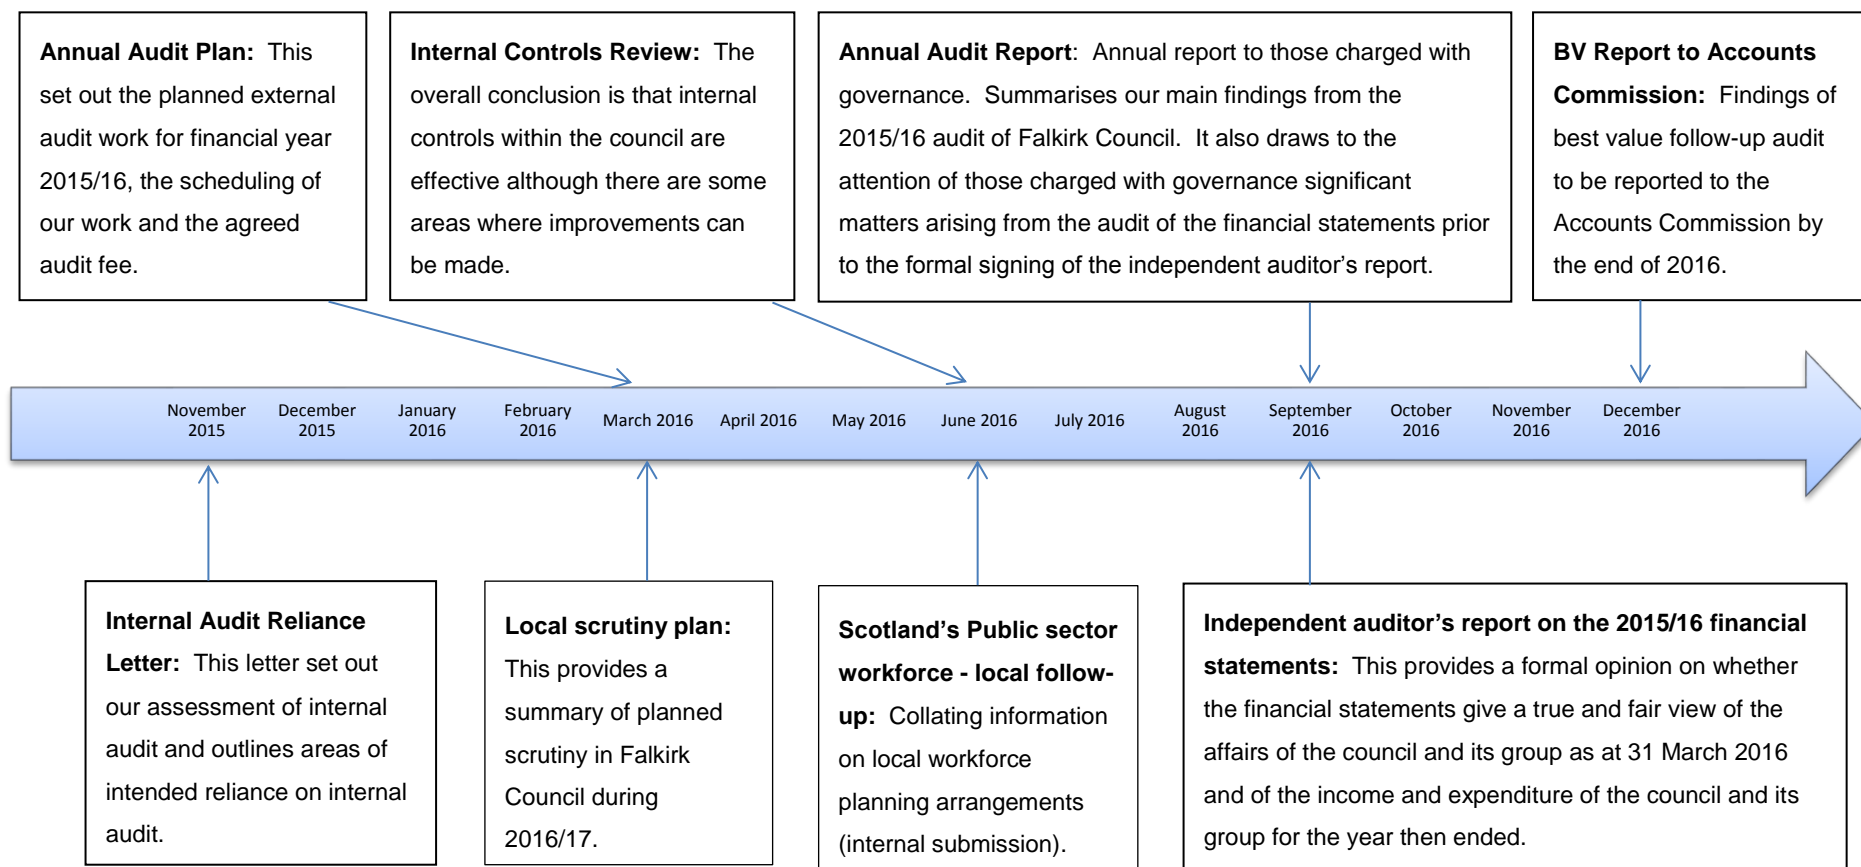 Annual Audit Plan: This
set out the planned external
audit work for financial year
2015/16, the scheduling of
our work and the agreed
audit fee.
Internal Controls Review: The
overall conclusion is that internal
controls within the council are
effective although there are some
areas where improvements can
be made.
Annual Audit Report: Annual report to those charged with
governance. Summarises our main findings from the
2015/16 audit of Falkirk Council. It also draws to the
attention of those charged with governance significant
matters arising from the audit of the financial statements prior
to the formal signing of the independent auditor’s report.
BV Report to Accounts
Commission: Findings of
best value follow-up audit
to be reported to the
Accounts Commission by
the end of 2016.
November
2015
December
2015
January
2016
February
2016
March 2016
April 2016
May 2016
June 2016
July 2016
August
2016
September
2016
October
2016
November
2016
December
2016
Internal Audit Reliance
Letter: This letter set out
our assessment of internal
audit and outlines areas of
intended reliance on internal
audit.
Local scrutiny plan:
This provides a
summary of planned
scrutiny in Falkirk
Council during
2016/17.
Scotland’s Public sector
workforce - local follow-
up: Collating information
on local workforce
planning arrangements
(internal submission).
Independent auditor’s report on the 2015/16 financial
statements: This provides a formal opinion on whether
the financial statements give a true and fair view of the
affairs of the council and its group as at 31 March 2016
and of the income and expenditure of the council and its
group for the year then ended.